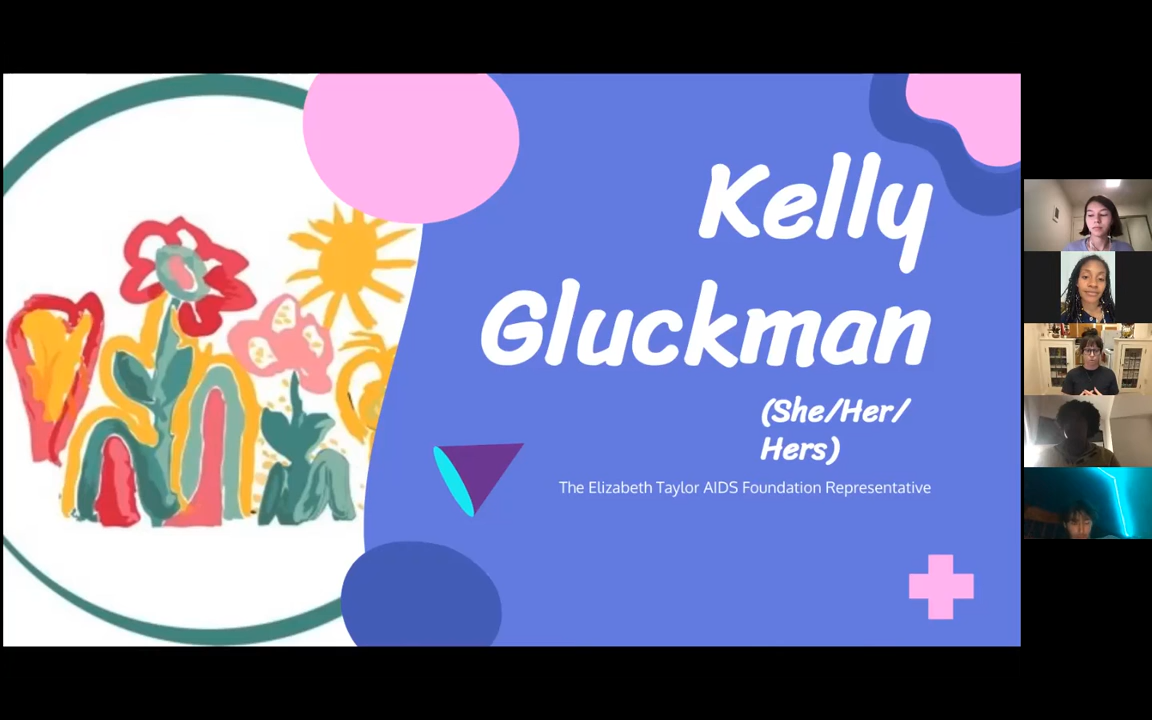 Kelly
Gluckman
(She/Her/
Hers)
The Elizabeth Taylor AIDS Foundation Representative